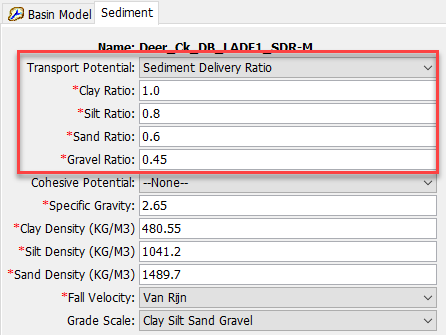 Basin Model Sediment
Name: Deer_Ck_DB_LADF1_SDR-M
Transport Potential: Sediment Delivery Ratio
*Clay Ratio: 1.0
*Silt Ratio: 0.8
*Sand Ratio: 0.6
*Gravel Ratio: 0.45
Cohesive Potential: --None--
*Specific Gravity: 2.65
*Clay Density (KG/M3) 480.55
*Silt Density (KG/M3) 1041.2
*Sand Density (KG/M3) 1489.7
*Fall Velocity: Van Rijn
Grade Scale: Clay Silt Sand Gravel